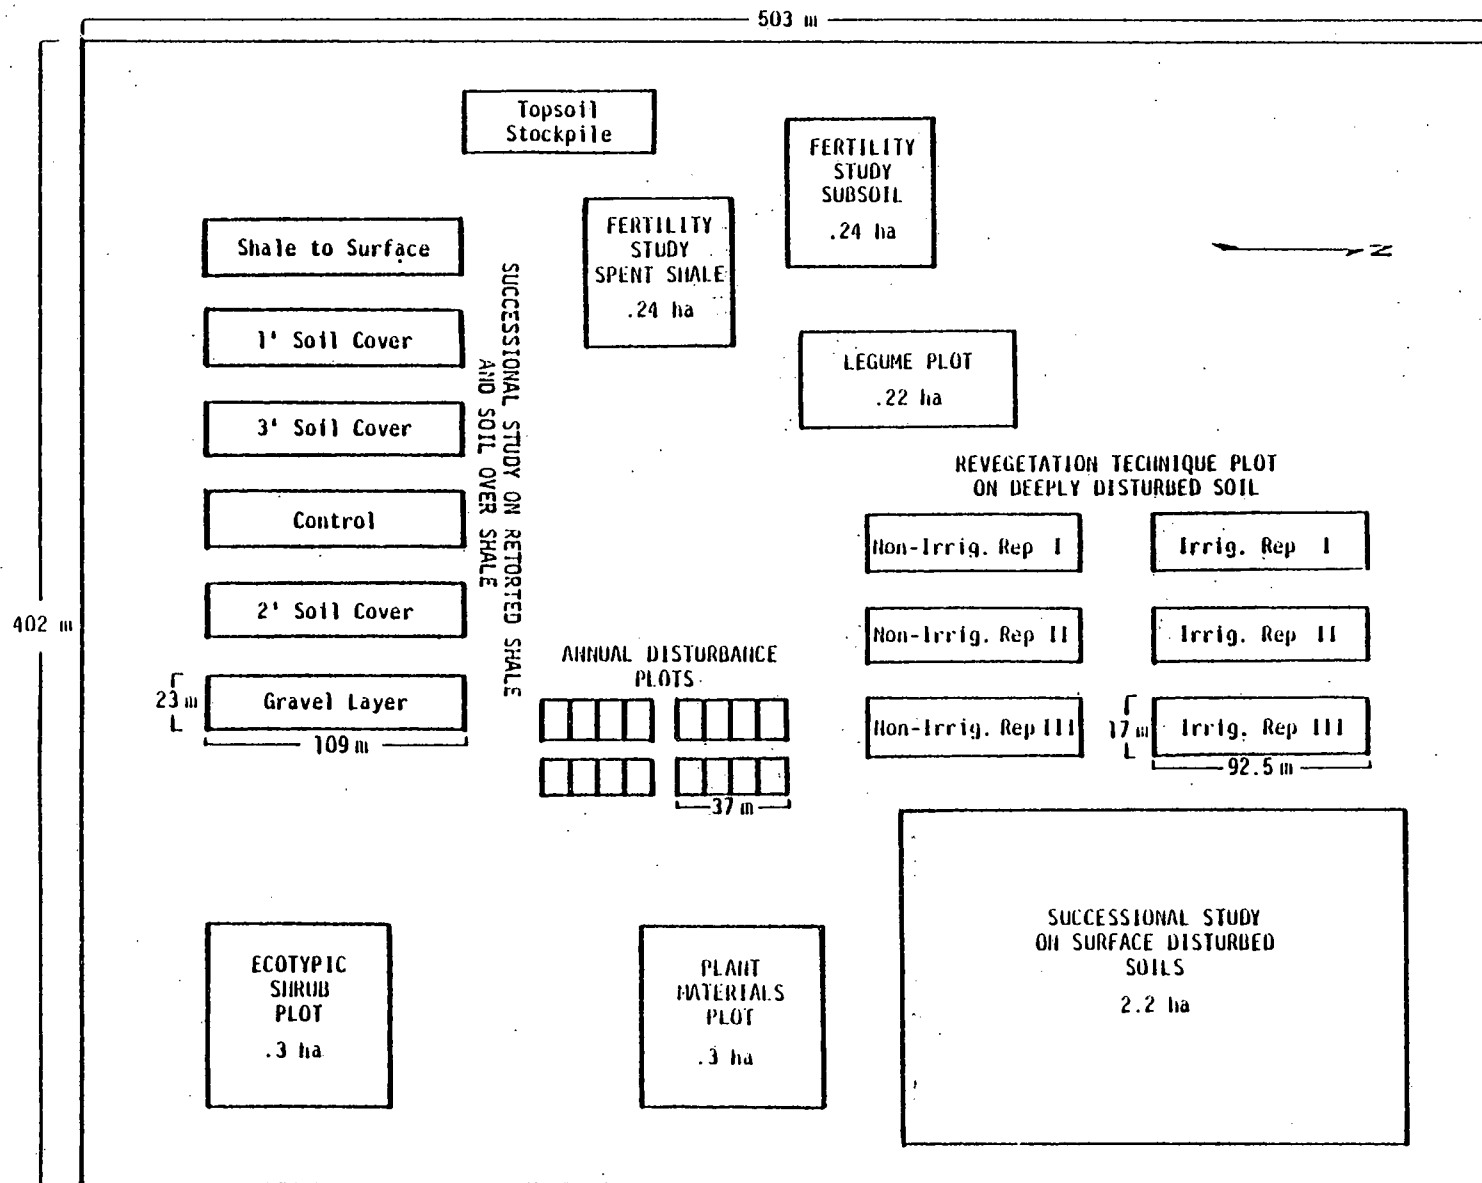 503 m
Topsoil
Stockpile
FERTILITY
STUDY
SUBSOIL
.24 ha
FERTILITY
STUDY
SPENT SHALE
.24 ha
N
Shale to Surface
1' Soil Cover
3' Soil Cover
Control
2' Soil Cover
Gravel Layer
23 m
109 m
SUCCESSIONAL STUDY ON RETORTED SHALE
AND SOIL OVER SHALE
402 m
LEGUME PLOT
.22 ha
REVEGETATION TECHNIQUE PLOT
ON DEEPLY DISTURBED SOIL
Non-Irrig. Rep I
Irrig. Rep I
Non-Irrig. Rep II
Irrig. Rep II
Non-Irrig. Rep III
17 m
Irrig. Rep III
92.5 m
ANNUAL DISTURBANCE
PLOTS
37 m
ECOTYPIC
SHRUB
PLOT
.3 ha
PLANT
MATERIALS
PLOT
.3 ha
SUCCESSIONAL STUDY
ON SURFACE DISTURBED
SOILS
2.2 ha